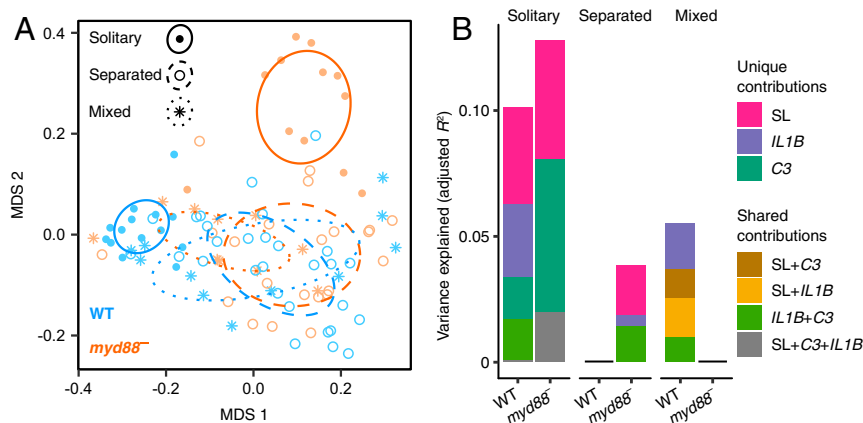 A
MDS 2
0.4
0.2
0.0
-0.2
-0.4
-0.2
0.0
0.2
MDS 1
Solitary
Separated
Mixed
WT
myd88⁻
B
Solitary Separated Mixed
Variance explained (adjusted R²)
0.10
0.05
0
WT
myd88⁻
WT
myd88⁻
WT
myd88⁻
Unique
contributions
SL
IL1B
C3
Shared
contributions
SL+C3
SL+IL1B
IL1B+C3
SL+C3+IL1B